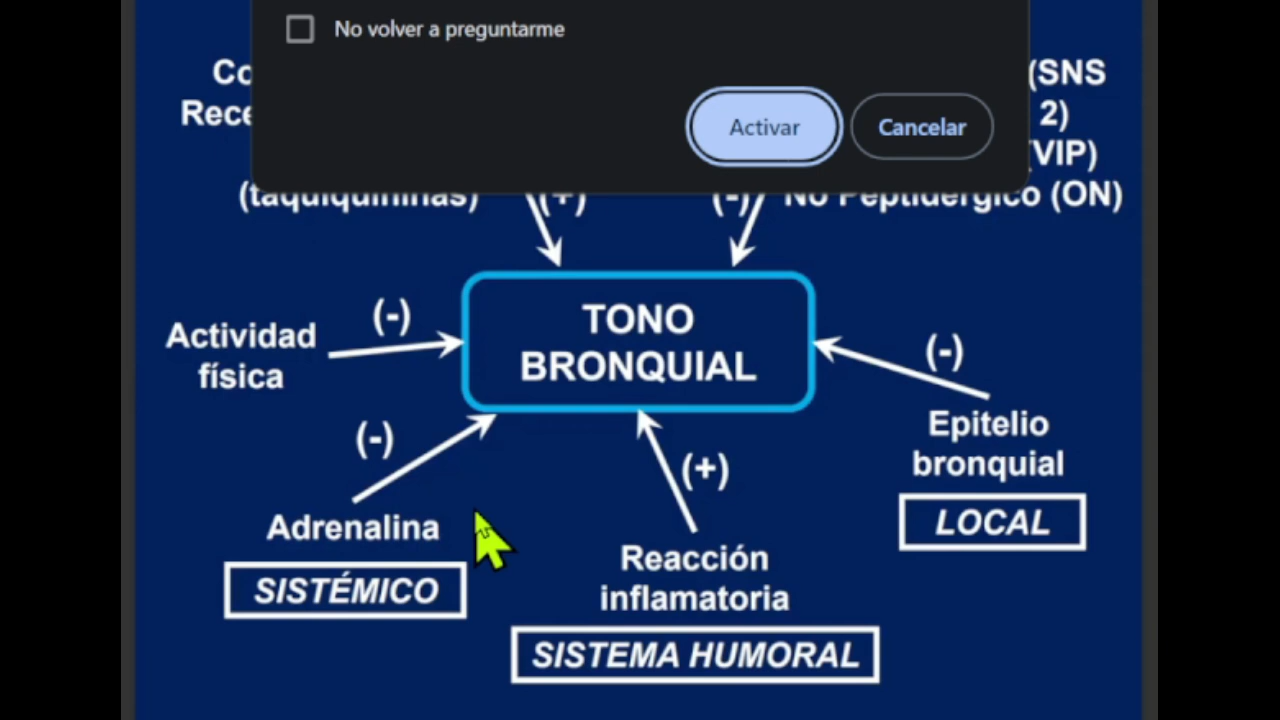 No volver a preguntarme
Activar Cancelar
(SNS
2)
(VIP)
(taquiquininas) (+) (-) No Peptidérgico (ON)
(-)
Actividad
física
TONO
BRONQUIAL
(-)
Epitelio
bronquial
LOCAL
(-)
Adrenalina
SISTÉMICO
(+)
Reacción
inflamatoria
SISTEMA HUMORAL